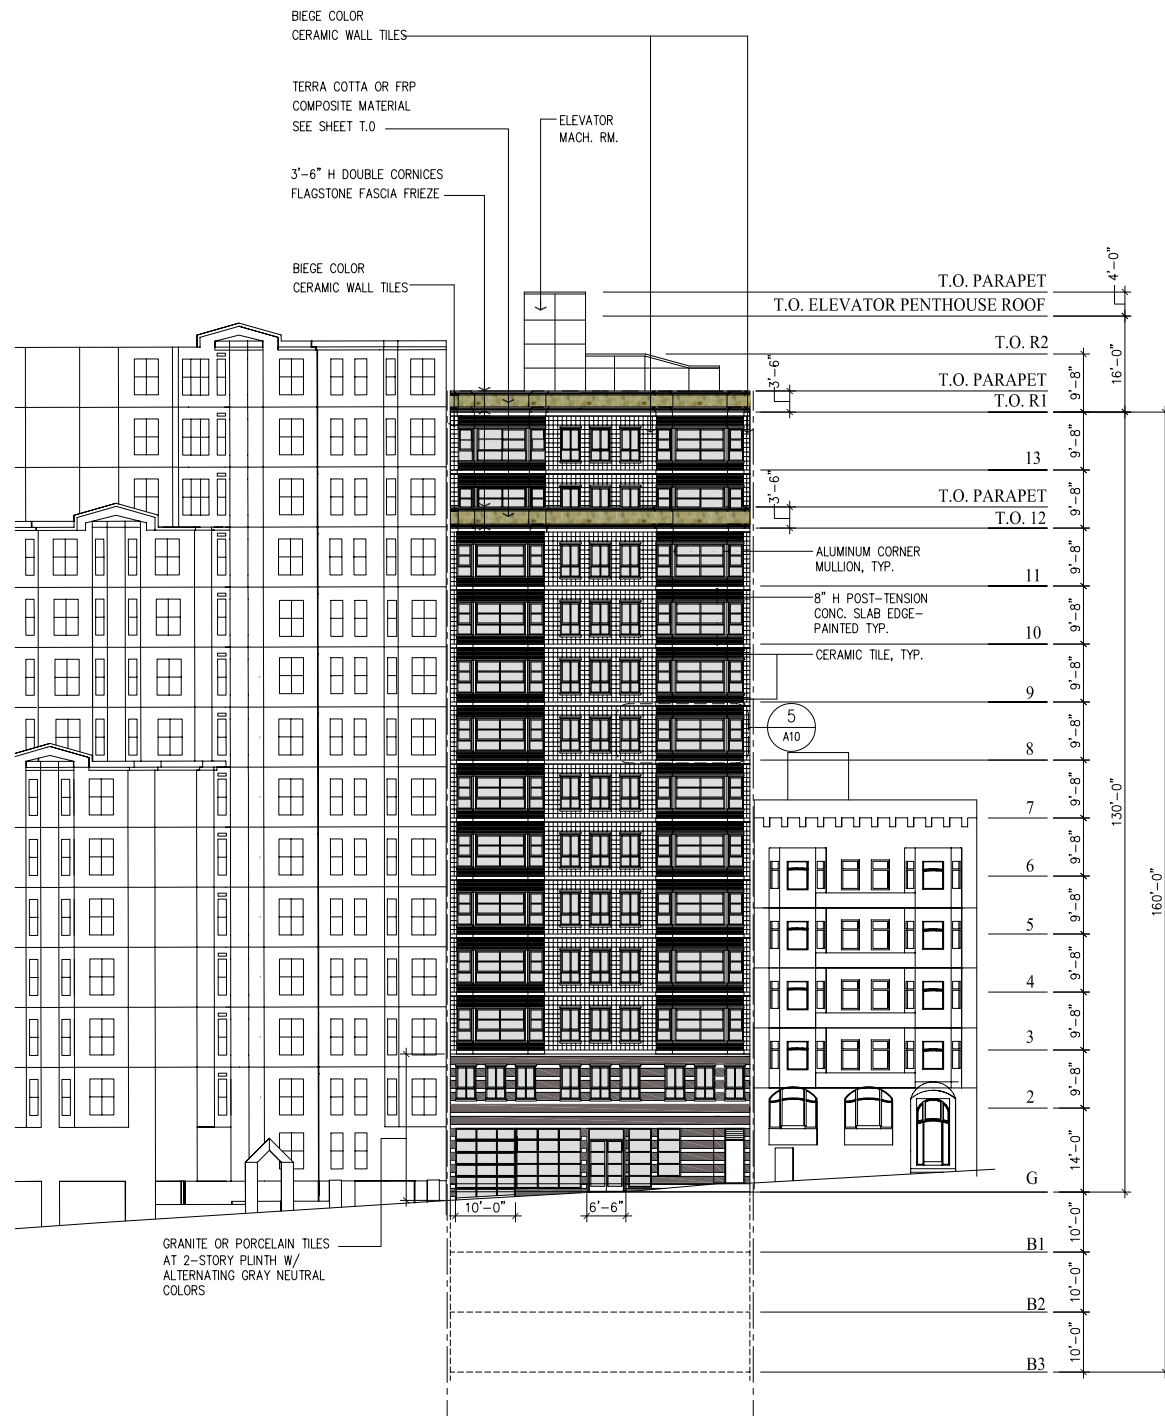 BIEGE COLOR
CERAMIC WALL TILES
TERRA COTTA OR FRP
COMPOSITE MATERIAL
SEE SHEET T.0
ELEVATOR
MACH. RM.
3'-6" H DOUBLE CORNICES
FLAGSTONE FASCIA FRIEZE
BIEGE COLOR
CERAMIC WALL TILES
T.O. PARAPET
4'-0"
T.O. ELEVATOR PENTHOUSE ROOF
T.O. R2
16'-0"
3'-6"
T.O. PARAPET
9'-8"
T.O. R1
13
9'-8"
3'-6"
T.O. PARAPET
9'-8"
T.O. 12
ALUMINUM CORNER
MULLION, TYP.
11
9'-8"
8" H POST-TENSION
CONC. SLAB EDGE-
PAINTED TYP.
10
9'-8"
CERAMIC TILE, TYP.
9
9'-8"
5
A10
8
9'-8"
7
9'-8"
130'-0"
6
9'-8"
160'-0"
5
9'-8"
4
9'-8"
3
9'-8"
2
9'-8"
G
14'-0"
10'-0"
6'-6"
B1
10'-0"
GRANITE OR PORCELAIN TILES
AT 2-STORY PLINTH W/
ALTERNATING GRAY NEUTRAL
COLORS
B2
10'-0"
B3
10'-0"